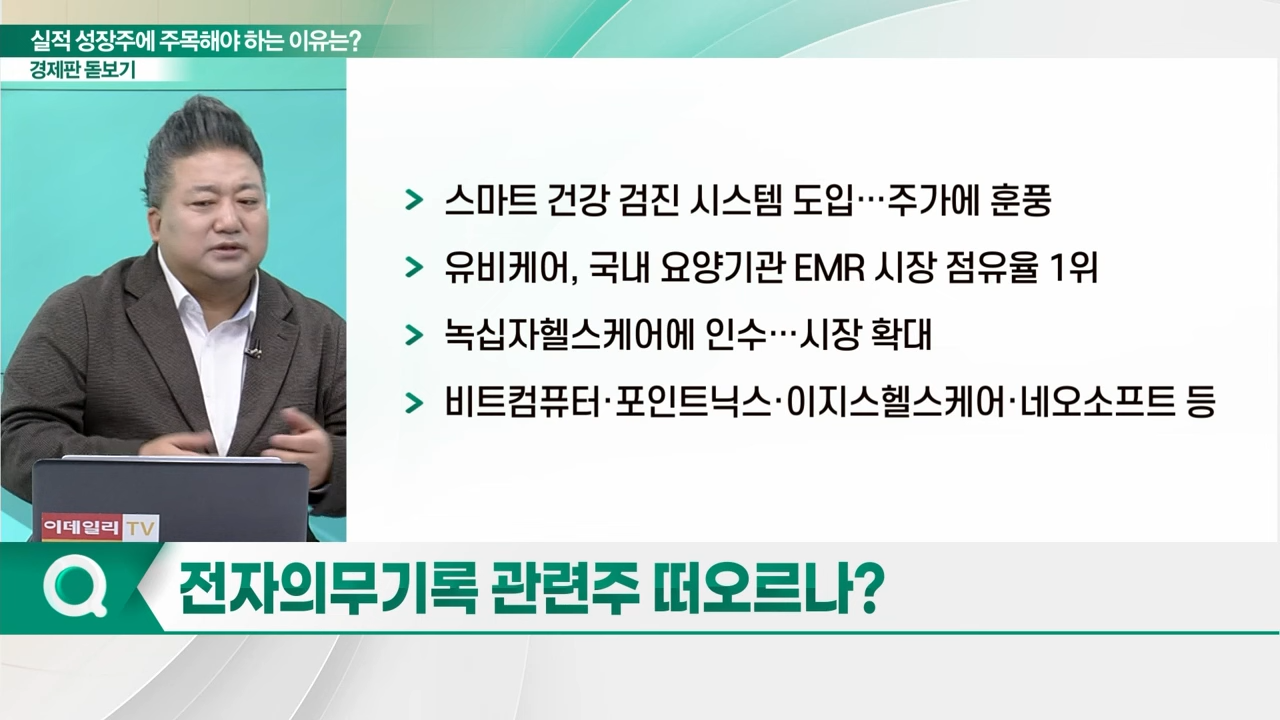 실적 성장주에 주목해야 하는 이유는?
경제판 돋보기
> 스마트 건강 검진 시스템 도입…주가에 훈풍
> 유비케어, 국내 요양기관 EMR 시장 점유율 1위
> 녹십자헬스케어에 인수…시장 확대
> 비트컴퓨터·포인트닉스·이지스헬스케어·네오소프트 등
이데일리 TV
Q 전자의무기록 관련주 떠오르나?